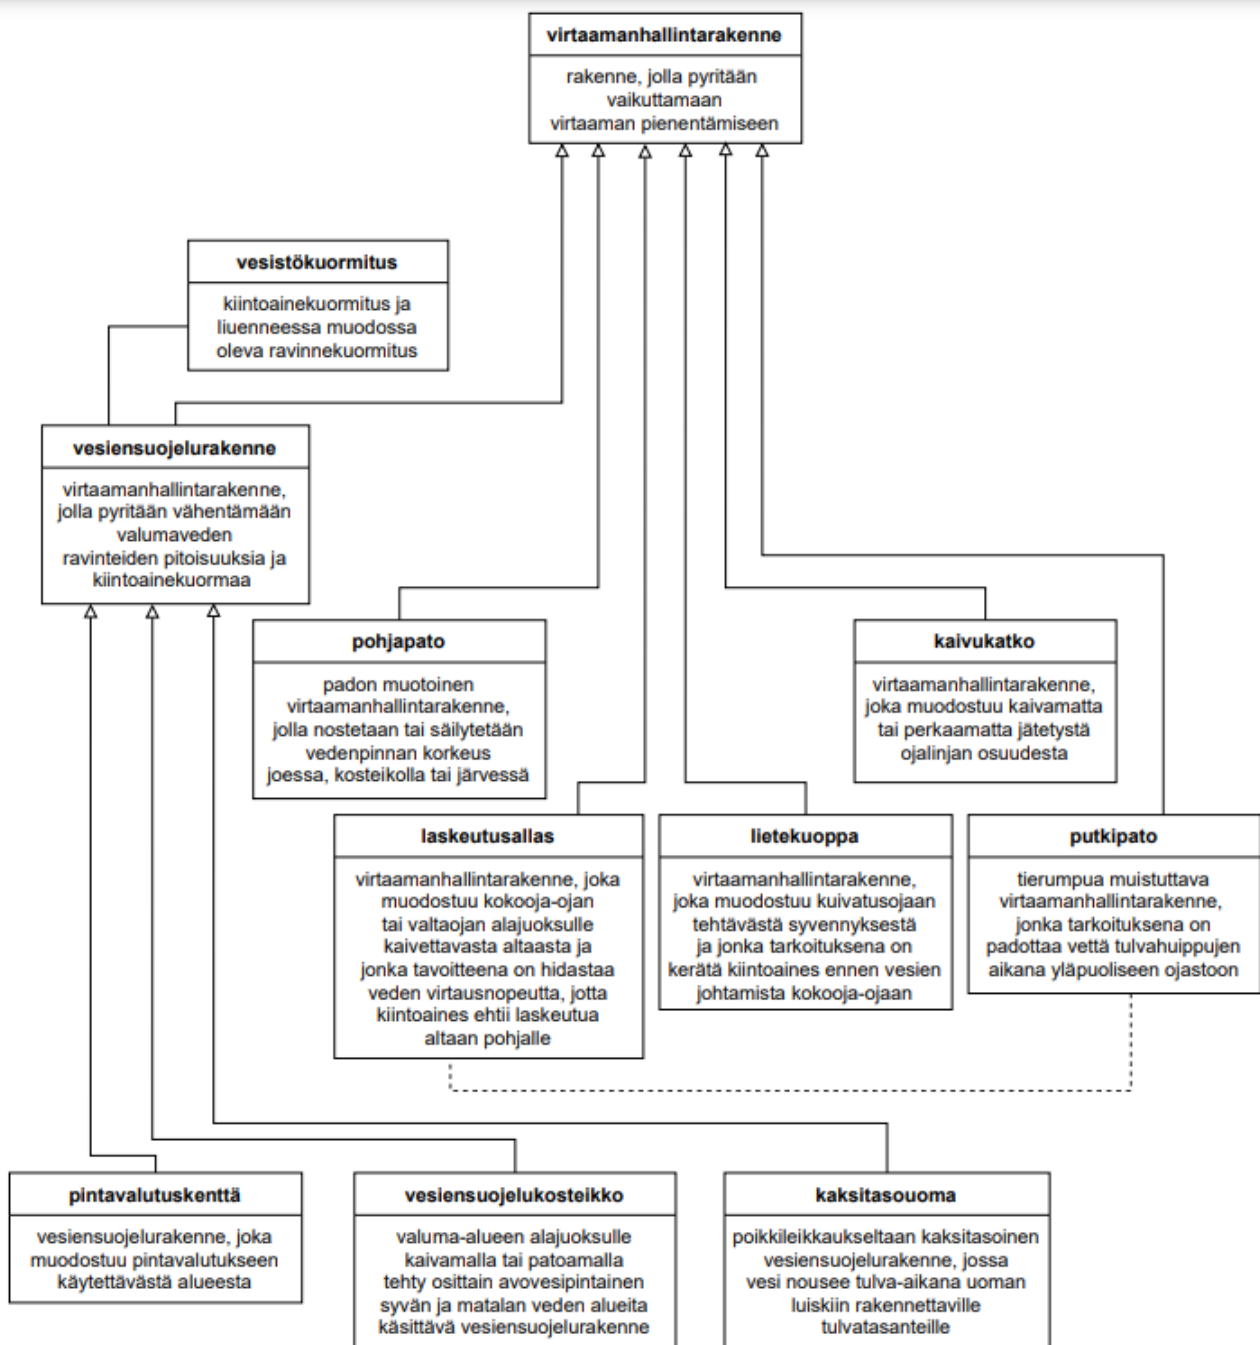 virtaamanhallintarakenne
rakenne, jolla pyritään
vaikuttamaan
virtaaman pienentämiseen
vesistökuormitus
kiintoainekuormitus ja
liuenneessa muodossa
oleva ravinnekuormitus
vesiensuojelurakenne
virtaamanhallintarakenne,
jolla pyritään vähentämään
valumaveden
ravinteiden pitoisuuksia ja
kiintoainekuormaa
pohjapato
padon muotoinen
virtaamanhallintarakenne,
jolla nostetaan tai säilytetään
vedenpinnan korkeus
joessa, kosteikolla tai järvessä
kaivukatko
virtaamanhallintarakenne,
joka muodostuu kaivamatta
tai perkaamatta jätetystä
ojalinjan osuudesta
laskeutusallas
virtaamanhallintarakenne, joka
muodostuu kokooja-ojan
tai valtaojan alajuoksulle
kaivettavasta altaasta ja
jonka tavoitteena on hidastaa
veden virtausnopeutta, jotta
kiintoaines ehtii laskeutua
altaan pohjalle
lietekuoppa
virtaamanhallintarakenne,
joka muodostuu kuivatusojaan
tehtävästä syvennyksestä
ja jonka tarkoituksena on
kerätä kiintoaines ennen vesien
johtamista kokooja-ojaan
putkipato
tierumpua muistuttava
virtaamanhallintarakenne,
jonka tarkoituksena on
padottaa vettä tulvahuippujen
aikana yläpuoliseen ojastoon
pintavalutuskenttä
vesiensuojelurakenne, joka
muodostuu pintavalutukseen
käytettävästä alueesta
vesiensuojelukosteikko
valuma-alueen alajuoksulle
kaivamalla tai patoamalla
tehty osittain avovesipintainen
syvän ja matalan veden alueita
käsittävä vesiensuojelurakenne
kaksitasouoma
poikkileikkaukseltaan kaksitasoinen
vesiensuojelurakenne, jossa
vesi nousee tulva-aikana uoman
luiskiin rakennettaville
tulvatasanteille